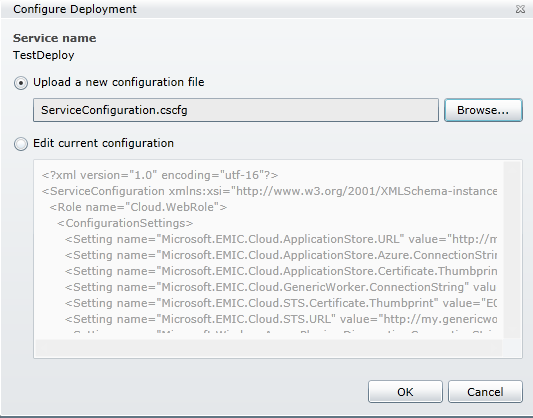 Configure Deployment
Service name
TestDeploy
Upload a new configuration file
ServiceConfiguration.cscfg
Browse...
Edit current configuration
<?xml version="1.0" encoding="utf-16"?>
<ServiceConfiguration xmlns:xsi="http://www.w3.org/2001/XMLSchema-instance
<Role name="Cloud.WebRole">
<ConfigurationSettings>
<Setting name="Microsoft.EMIC.Cloud.ApplicationStore.URL" value="http://m
<Setting name="Microsoft.EMIC.Cloud.ApplicationStore.Azure.ConnectionStrin
<Setting name="Microsoft.EMIC.Cloud.ApplicationStore.Certificate.Thumbprin
<Setting name="Microsoft.EMIC.Cloud.GenericWorker.ConnectionString" valu
<Setting name="Microsoft.EMIC.Cloud.STS.Certificate.Thumbprint" value="EC
<Setting name="Microsoft.EMIC.Cloud.STS.URL" value="http://my.genericwo
OK
Cancel